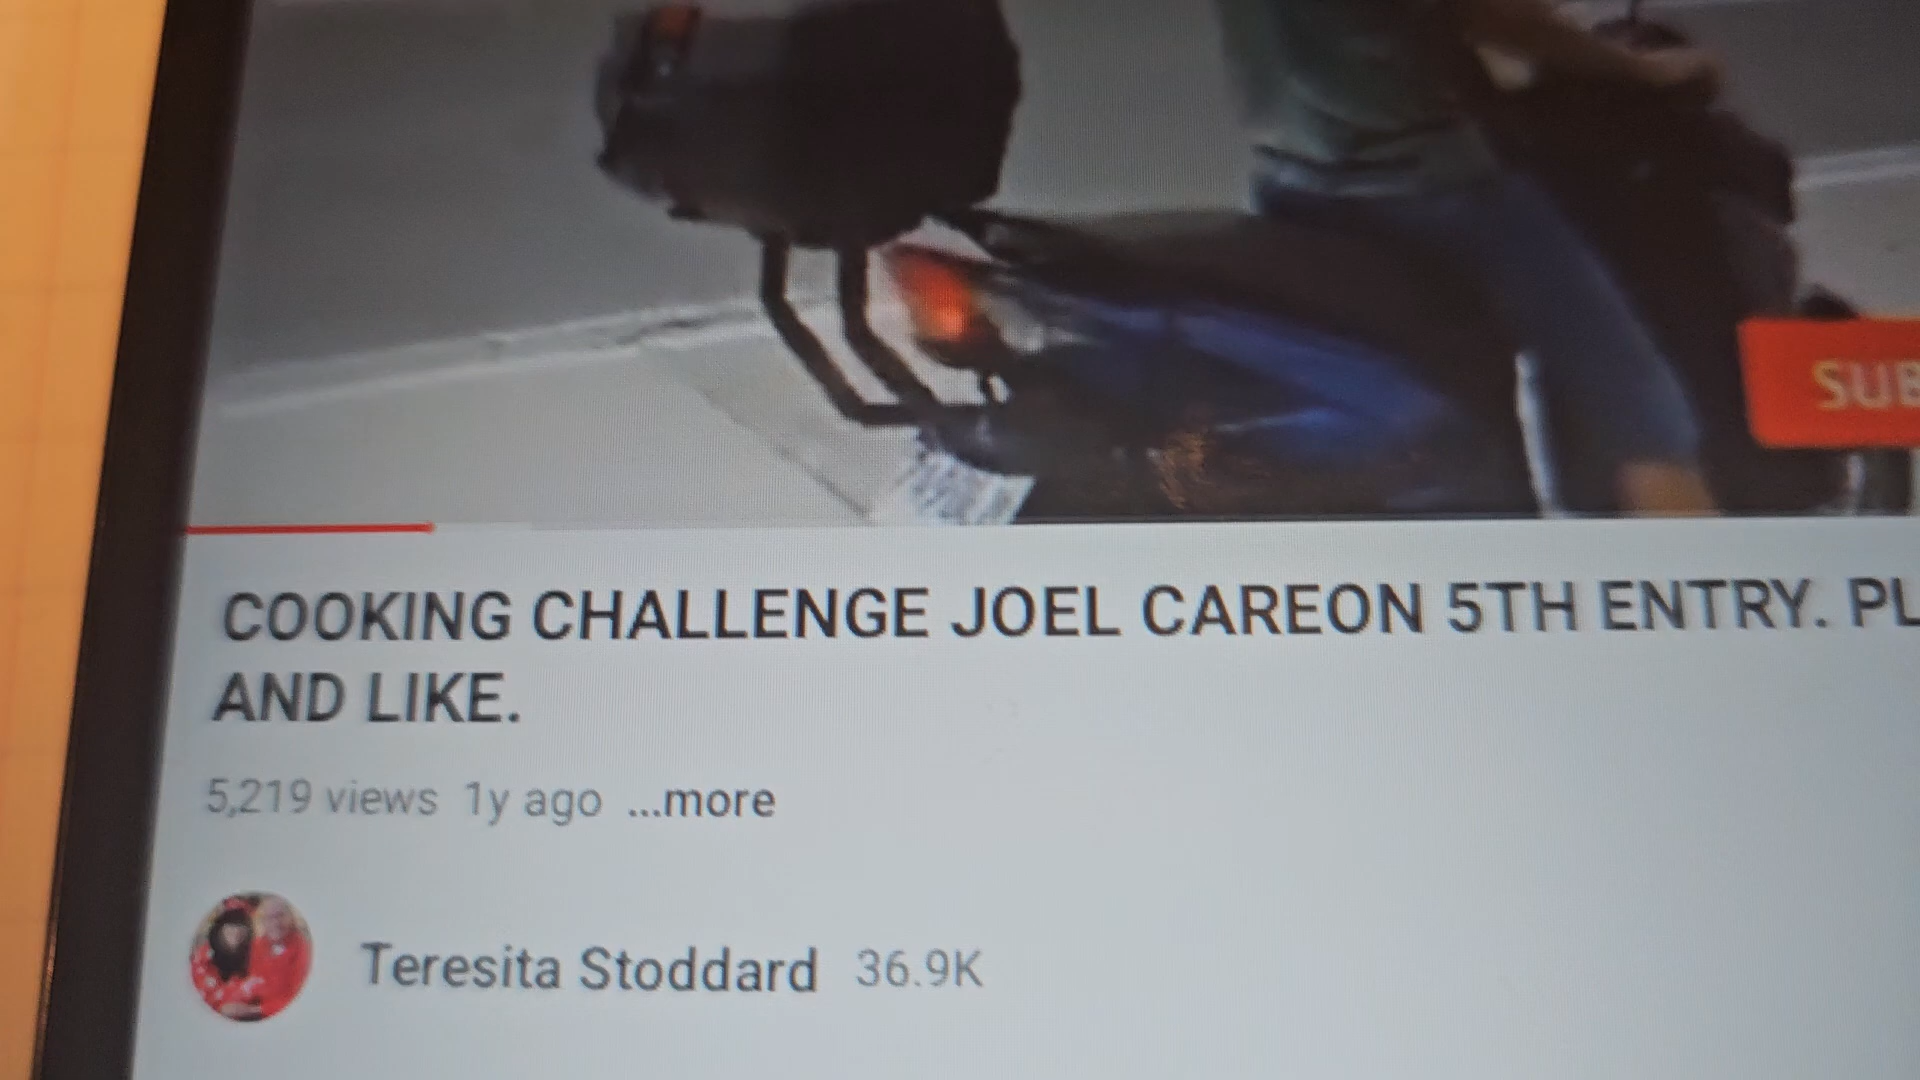 SUB
COOKING CHALLENGE JOEL CAREON 5TH ENTRY. PL
AND LIKE.
5,219 views 1y ago ...more
Teresita Stoddard 36.9K